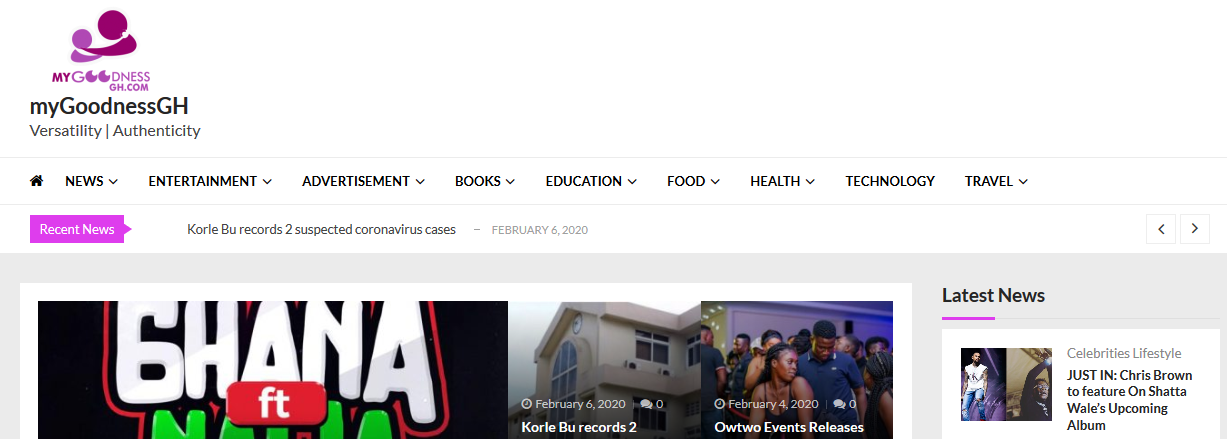 MYGOODNESS
GH.COM
myGoodnessGH
Versatility | Authenticity
NEWS ENTERTAINMENT ADVERTISEMENT BOOKS EDUCATION FOOD HEALTH TECHNOLOGY TRAVEL
Recent News Korle Bu records 2 suspected coronavirus cases – FEBRUARY 6, 2020
GHANA
ft
NAIJA
February 6, 2020 0
Korle Bu records 2
February 4, 2020 0
Owtwo Events Releases
Latest News
Celebrities Lifestyle
JUST IN: Chris Brown
to feature On Shatta
Wale's Upcoming
Album